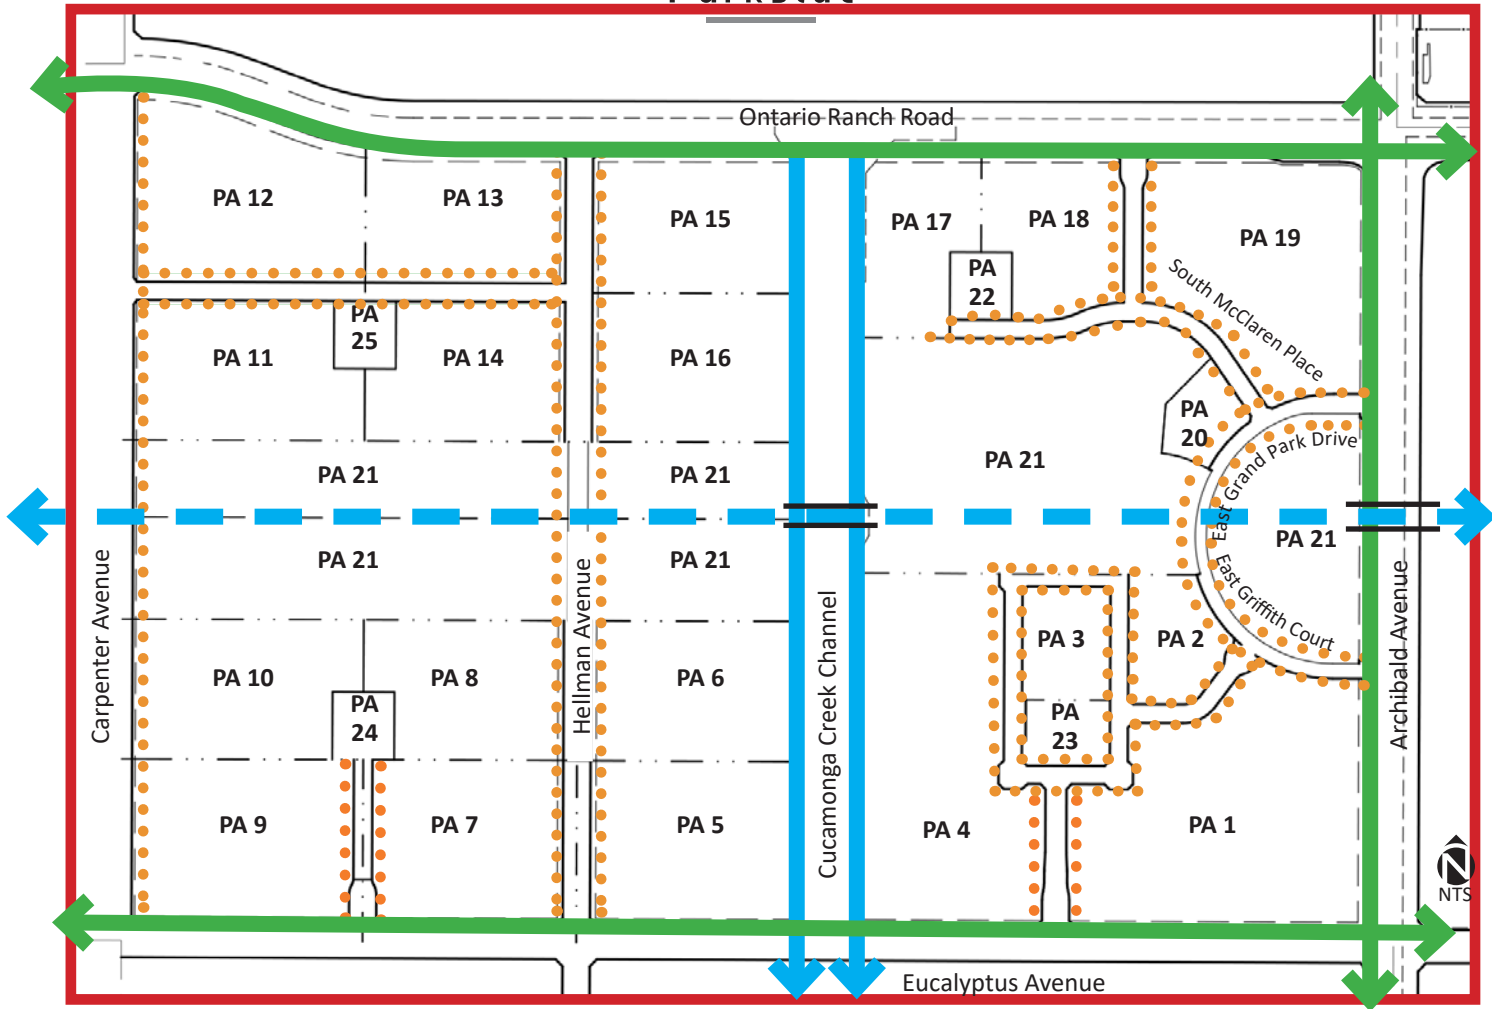 Ontario Ranch Road
PA 12
PA 13
PA 15
PA 17
PA 18
PA 19
PA
22
South McClaren Place
PA
25
PA 11
PA 14
PA 16
PA
20
PA 21
PA 21
PA 21
East Grand Park Drive
PA 21
PA 21
PA 21
East Griffith Court
Carpenter Avenue
Hellman Avenue
Cucamonga Creek Channel
Archibald Avenue
PA 10
PA 8
PA 6
PA 3
PA 2
PA
24
PA
23
PA 9
PA 7
PA 5
PA 4
PA 1
N
NTS
Eucalyptus Avenue